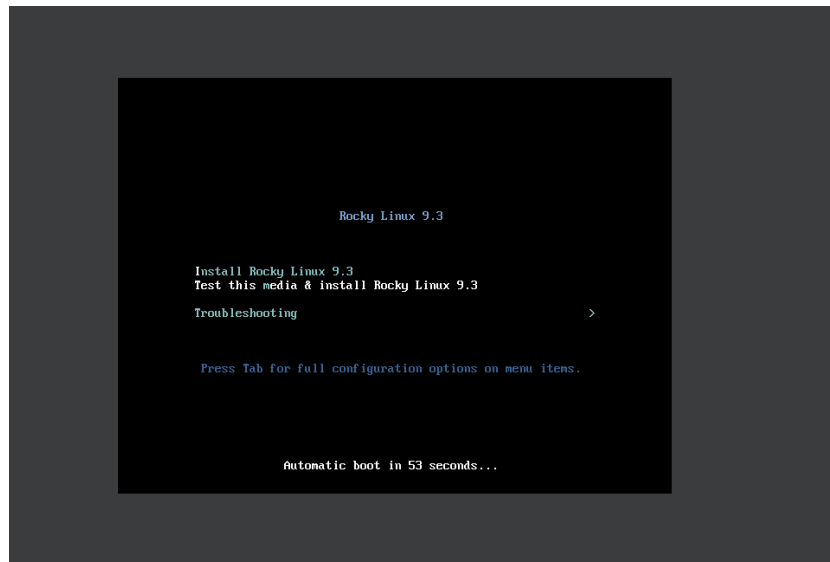 Rocky Linux 9.3
Install Rocky Linux 9.3
Test this media & install Rocky Linux 9.3
Troubleshooting >
Press Tab for full configuration options on menu items.
Automatic boot in 53 seconds...